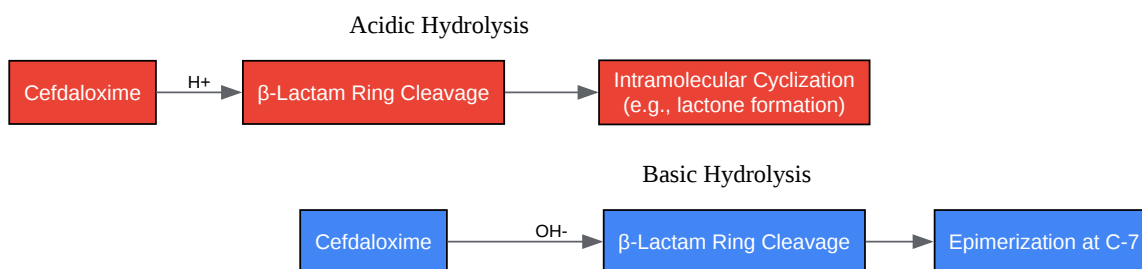 Acidic Hydrolysis
Cefdaloxime
H+
β-Lactam Ring Cleavage
Intramolecular Cyclization
(e.g., lactone formation)
Basic Hydrolysis
Cefdaloxime
OH-
β-Lactam Ring Cleavage
Epimerization at C-7